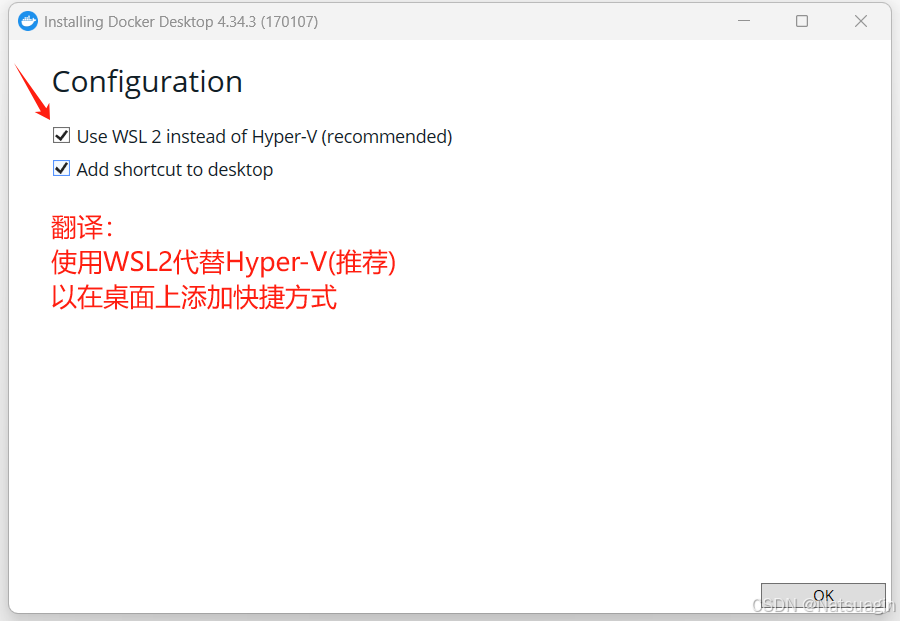 Installing Docker Desktop 4.34.3 (170107)
Configuration
Use WSL 2 instead of Hyper-V (recommended)
Add shortcut to desktop
翻译：
使用WSL2代替Hyper-V(推荐)
以在桌面上添加快捷方式
OK
CSDN @Natsuagin